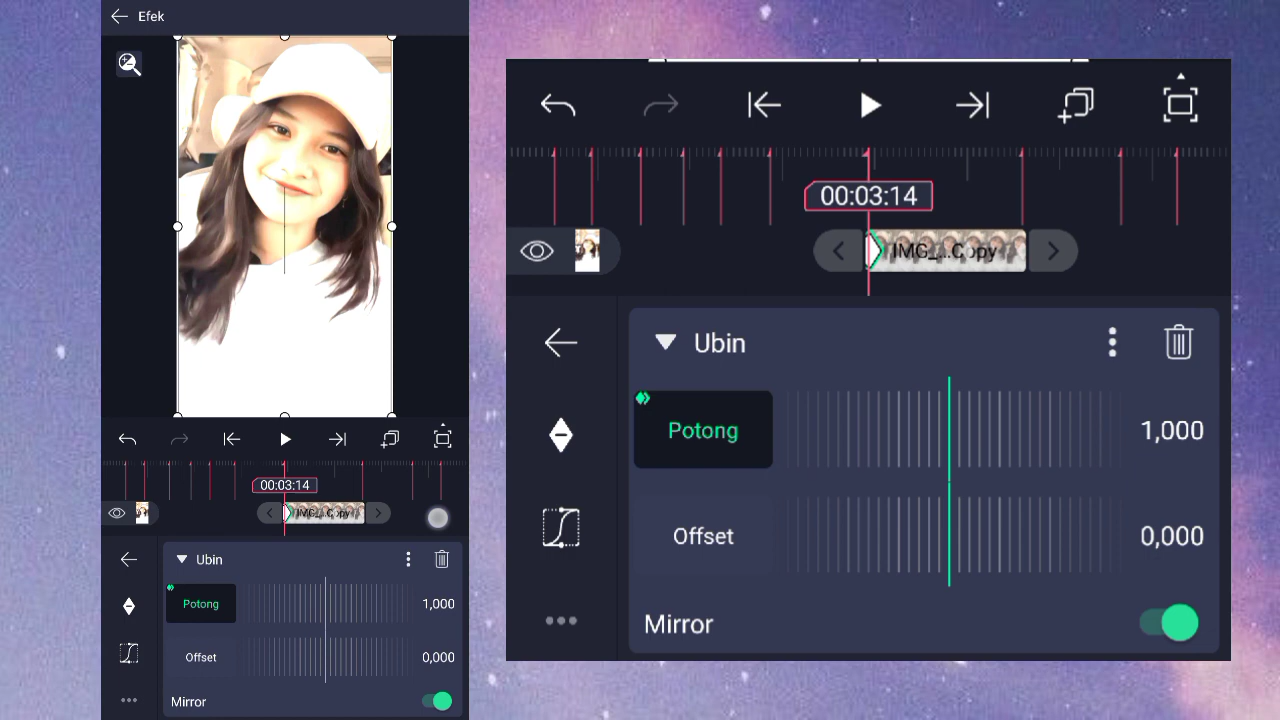 Efek
00:03:14
IMG_...Copy
Ubin
Potong
1,000
Offset
0,000
Mirror
00:03:14
IMG_...Copy
Ubin
Potong
1,000
Offset
0,000
Mirror